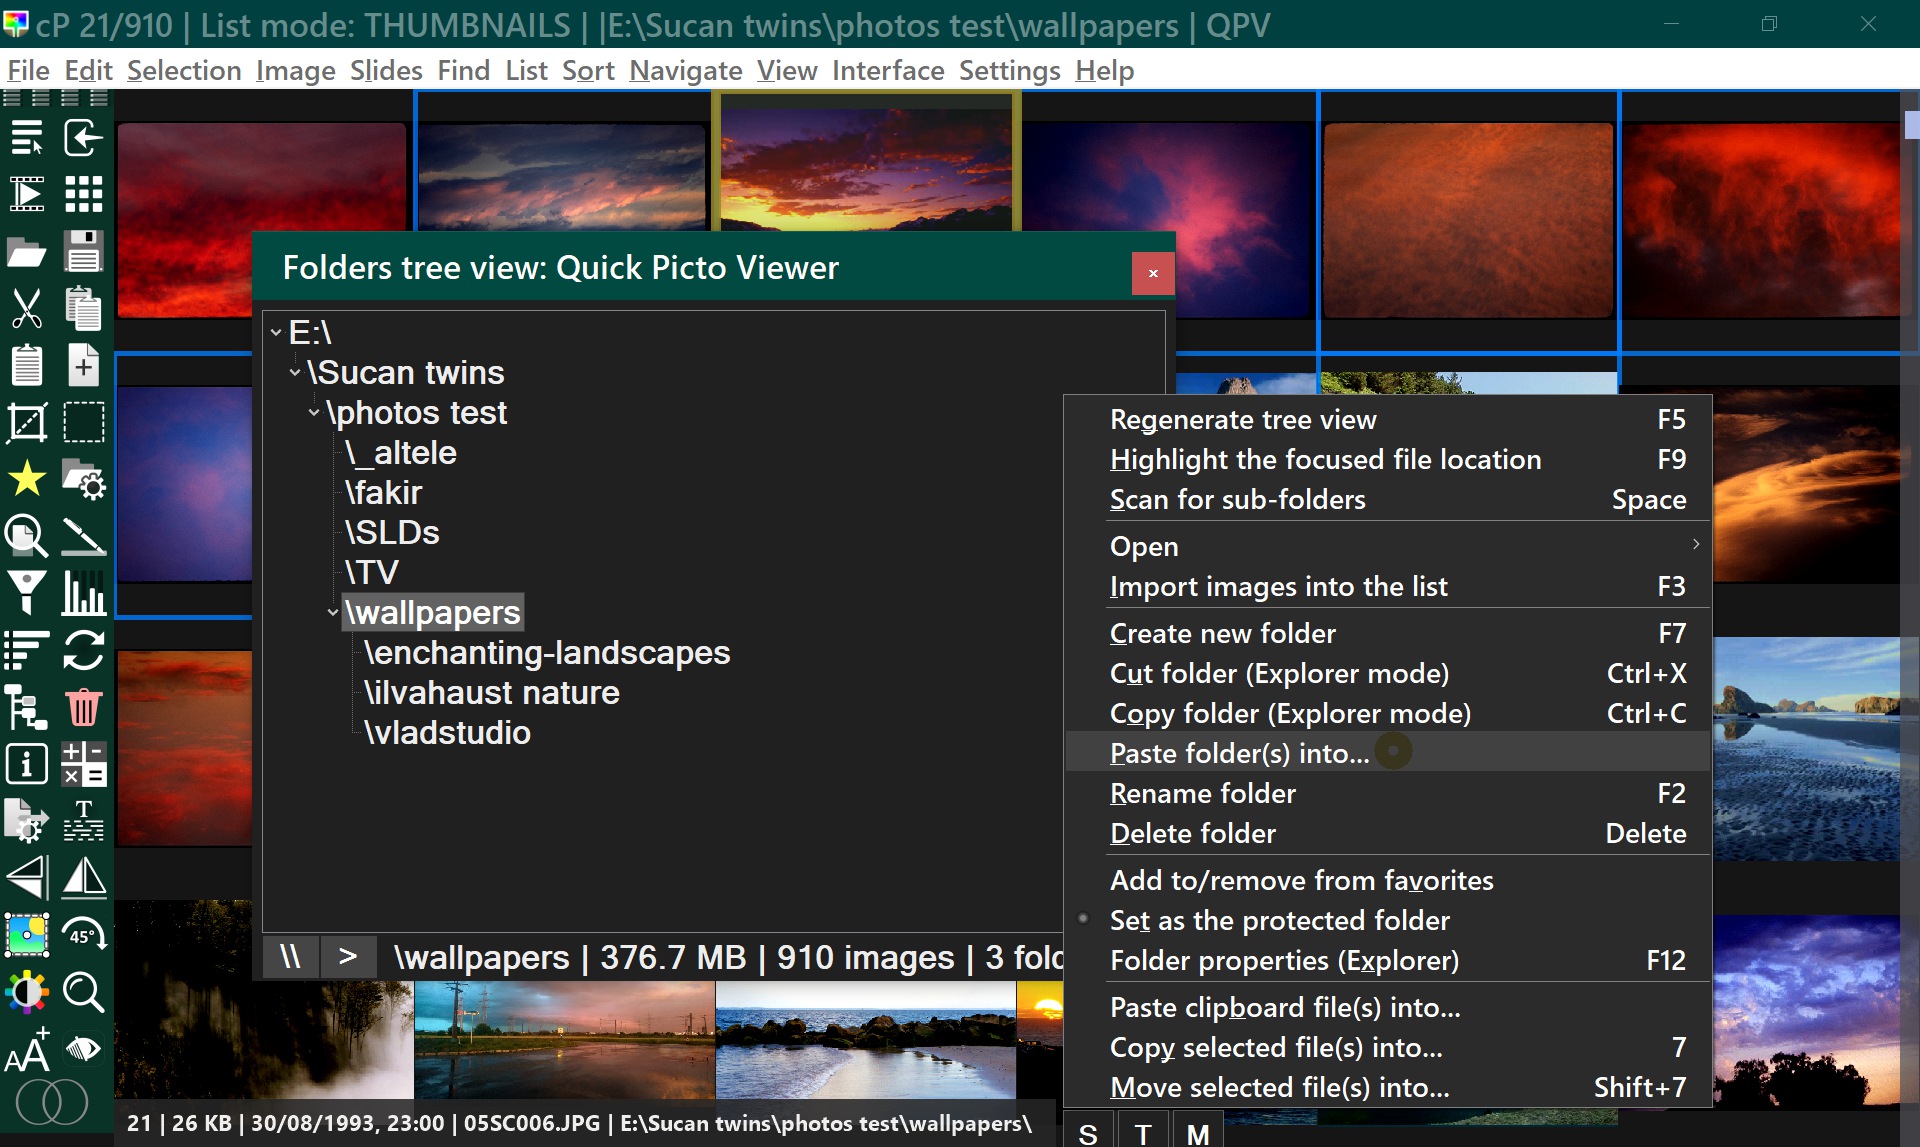 cP 21/910 | List mode: THUMBNAILS | |E:\Sucan twins\photos test\wallpapers | QPV
File Edit Selection Image Slides Find List Sort Navigate View Interface Settings Help
Folders tree view: Quick Picto Viewer
E:\
\Sucan twins
\photos test
\_altele
\fakir
\SLDs
\TV
\wallpapers
\enchanting-landscapes
\ilvahaust nature
\vladstudio
\\ > \wallpapers | 376.7 MB | 910 images | 3 folc
Regenerate tree view F5
Highlight the focused file location F9
Scan for sub-folders Space
Open
Import images into the list F3
Create new folder F7
Cut folder (Explorer mode) Ctrl+X
Copy folder (Explorer mode) Ctrl+C
Paste folder(s) into...
Rename folder F2
Delete folder Delete
Add to/remove from favorites
Set as the protected folder
Folder properties (Explorer) F12
Paste clipboard file(s) into...
Copy selected file(s) into... 7
Move selected file(s) into... Shift+7
45°
T
AA
21 | 26 KB | 30/08/1993, 23:00 | 05SC006.JPG | E:\Sucan twins\photos test\wallpapers\
S T M